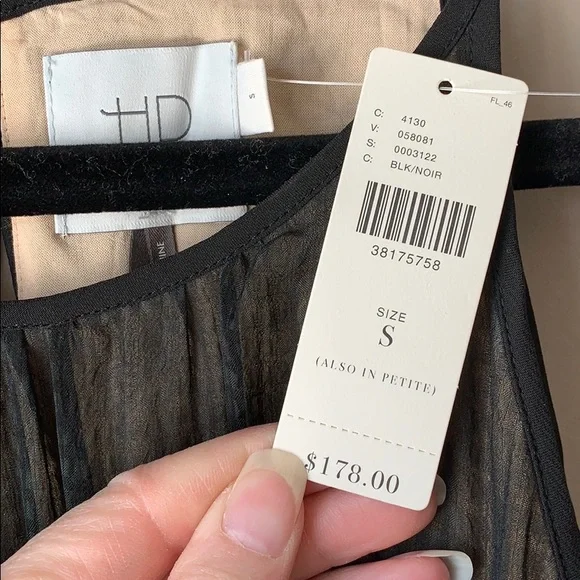 HD
S
FL_46
C: 4130
V: 058081
S: 0003122
C: BLK/NOIR
38175758
SIZE
S
(ALSO IN PETITE)
$178.00